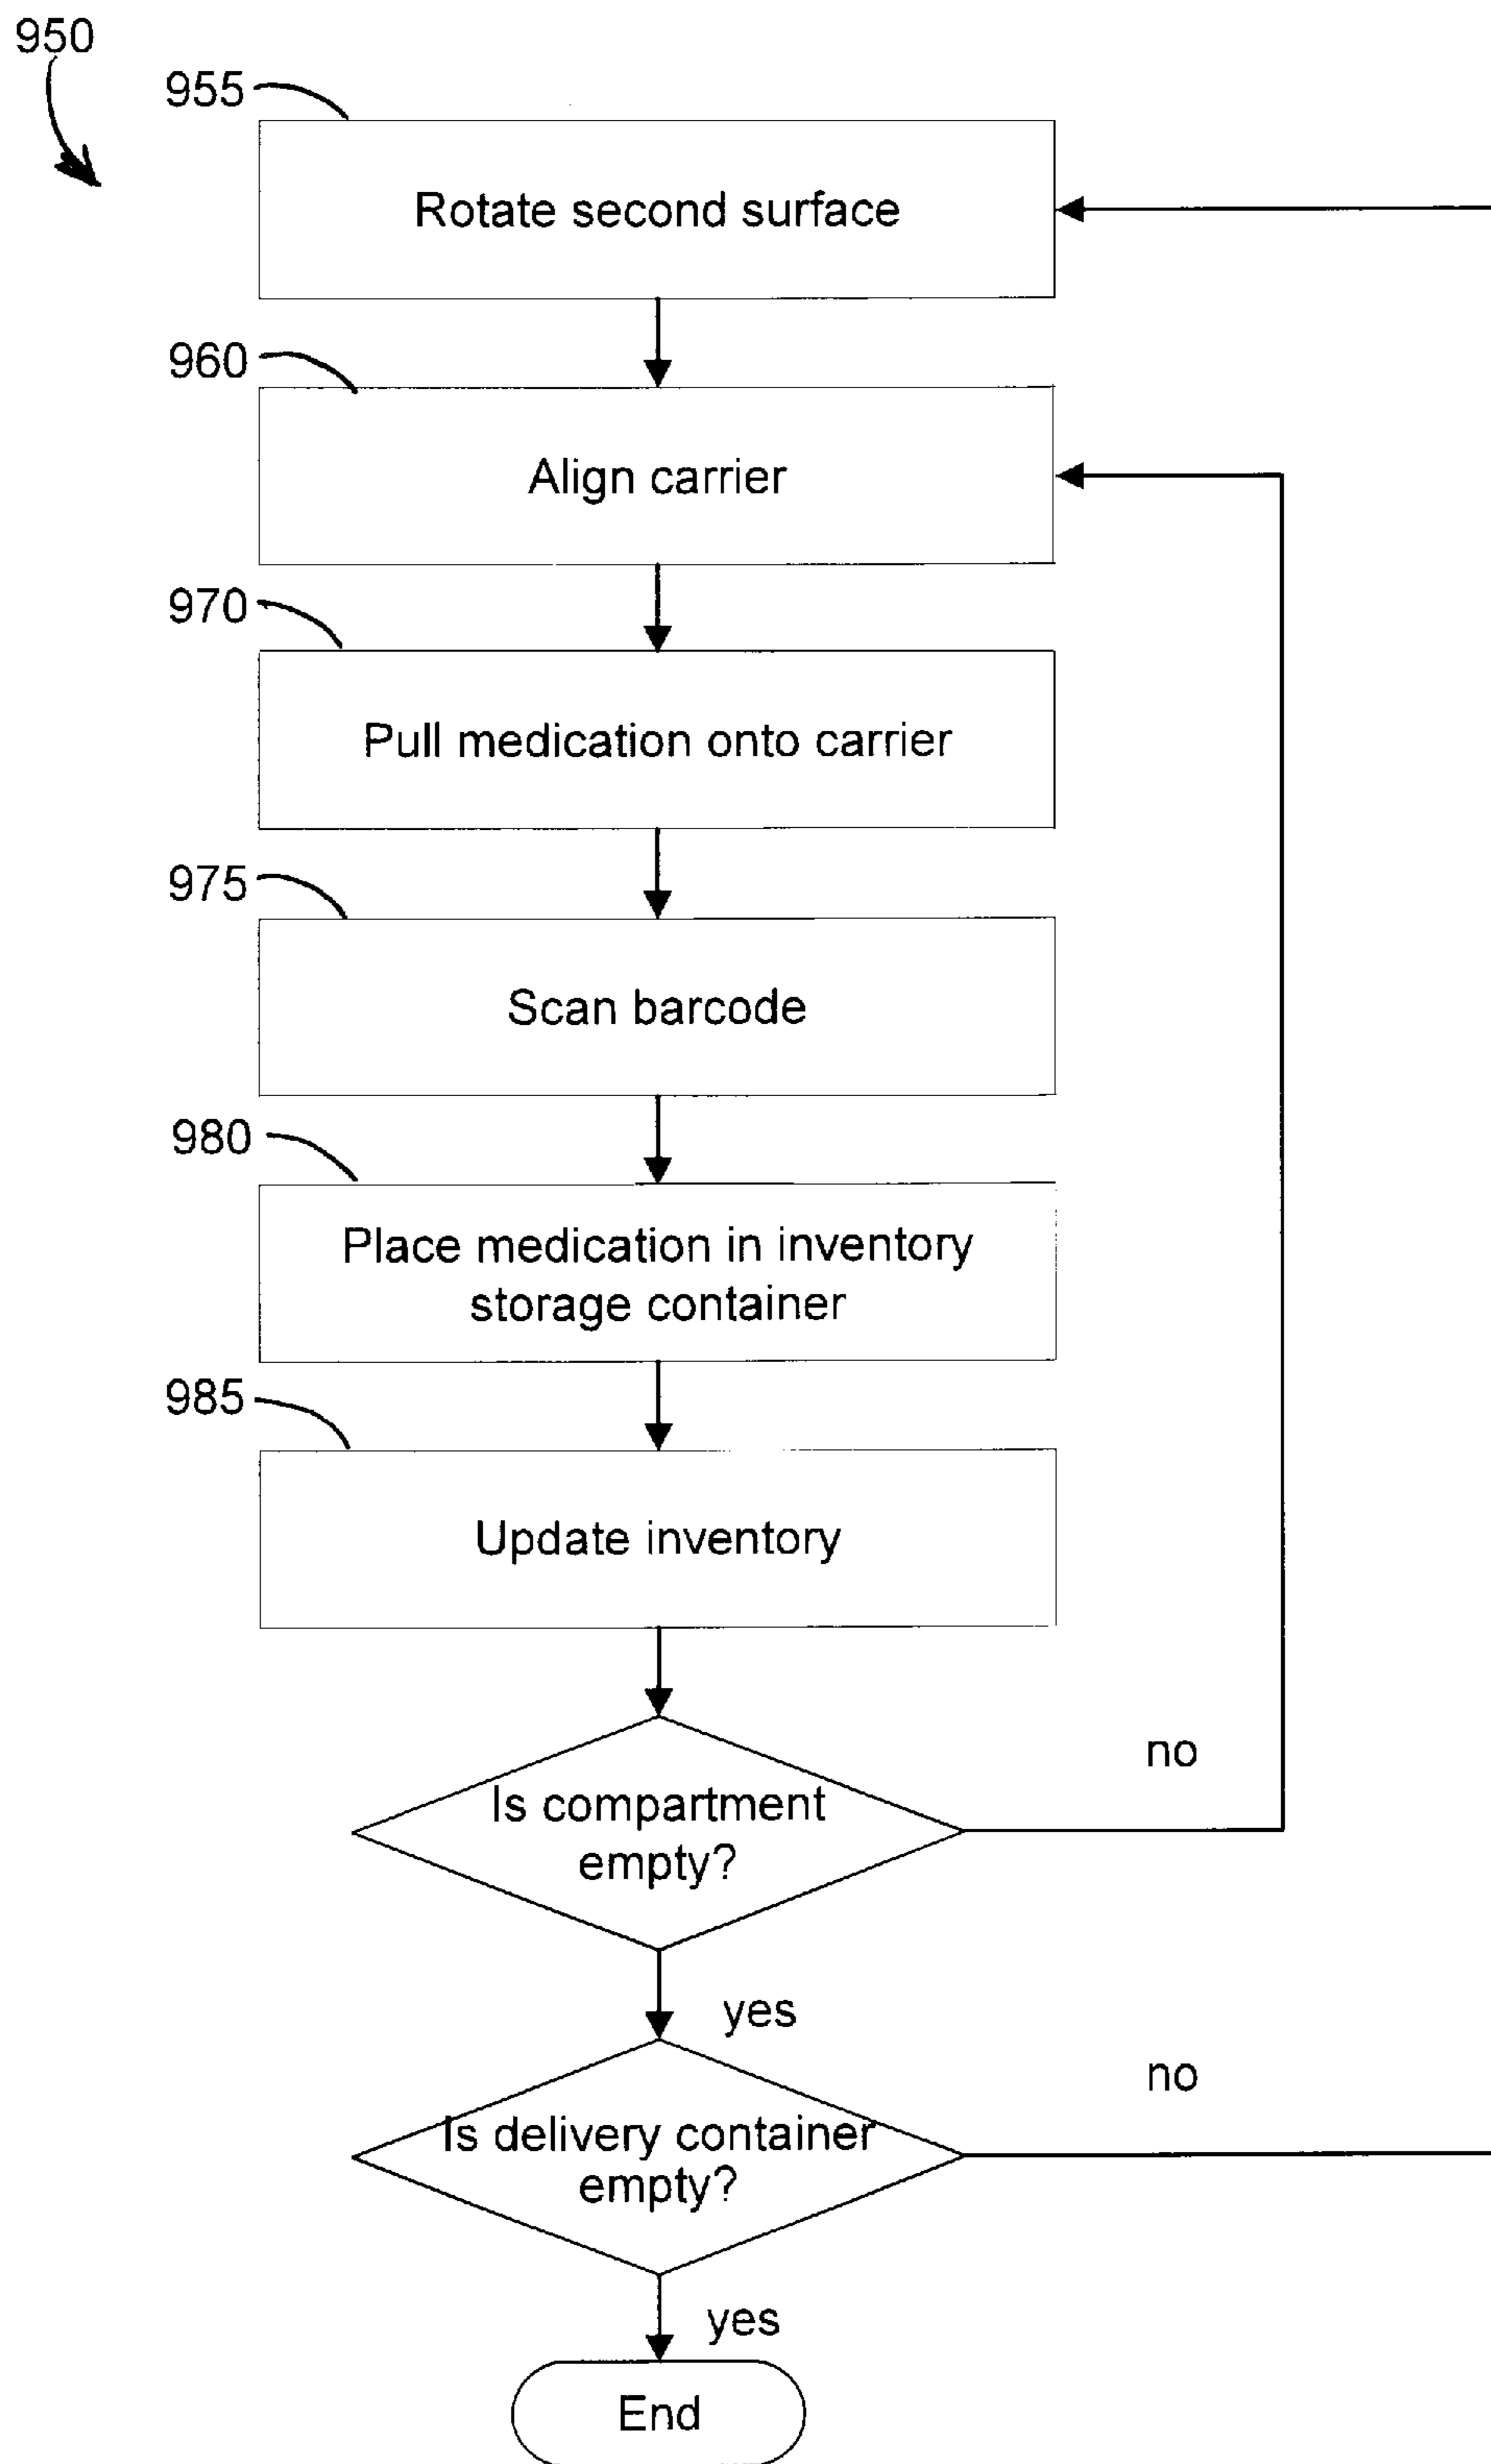 950
955
Rotate second surface
960
Align carrier
970
Pull medication onto carrier
975
Scan barcode
980
Place medication in inventory
storage container
985
Update inventory
Is compartment
empty?
no
yes
Is delivery container
empty?
no
yes
End